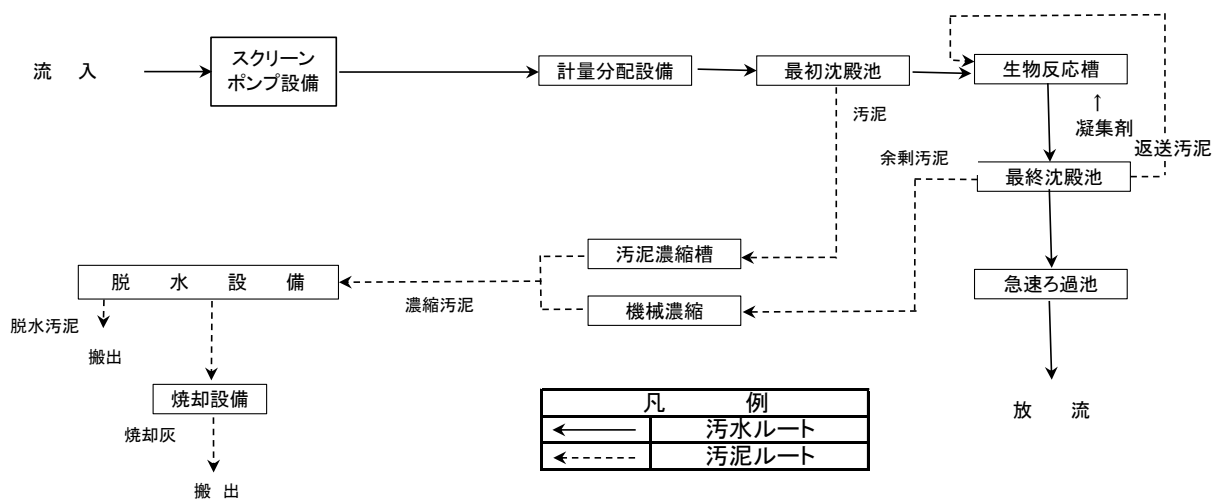 流 入
スクリーン
ポンプ設備
計量分配設備
最初沈殿池
生物反応槽
↑
凝集剤
汚泥
余剰汚泥
返送汚泥
最終沈殿池
汚泥濃縮槽
脱 水 設 備
急速ろ過池
濃縮汚泥
機械濃縮
脱水汚泥
搬出
焼却設備
凡 例
汚水ルート
汚泥ルート
放 流
焼却灰
搬 出